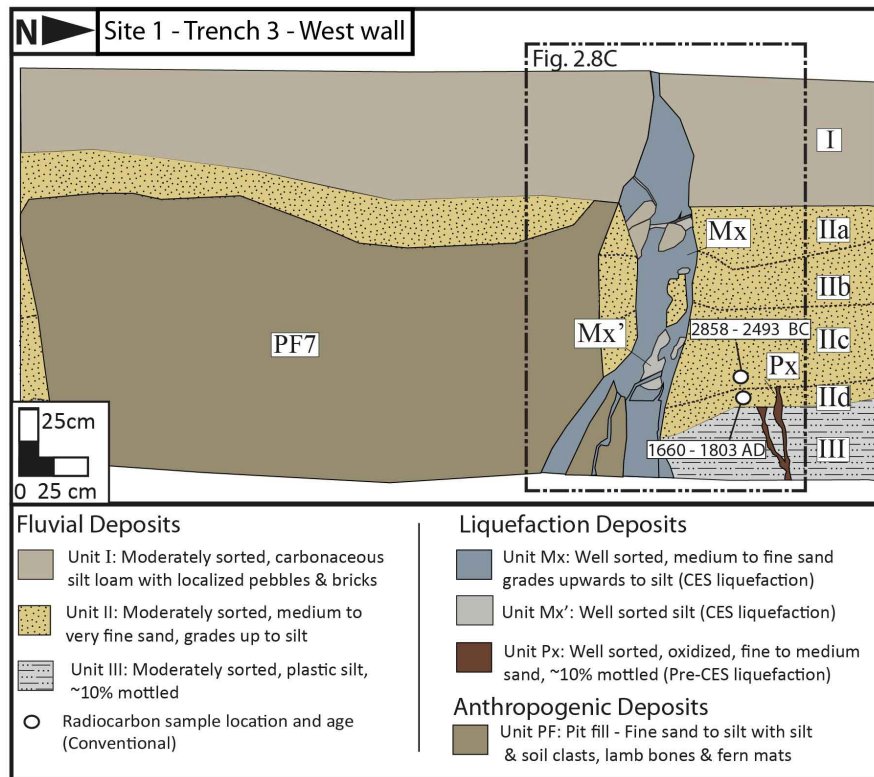 N
Site 1 - Trench 3 - West wall
Fig. 2.8C
I
Mx
IIa
IIb
2858 - 2493 BC
IIc
Mx’
PF7
Px
IId
25cm
1660 - 1803 AD
III
0 25 cm
Fluvial Deposits
Unit I: Moderately sorted, carbonaceous
silt loam with localized pebbles & bricks
Unit II: Moderately sorted, medium to
very fine sand, grades up to silt
Unit III: Moderately sorted, plastic silt,
~10% mottled
Radiocarbon sample location and age
(Conventional)
Liquefaction Deposits
Unit Mx: Well sorted, medium to fine sand
grades upwards to silt (CES liquefaction)
Unit Mx’: Well sorted silt (CES liquefaction)
Unit Px: Well sorted, oxidized, fine to medium
sand, ~10% mottled (Pre-CES liquefaction)
Anthropogenic Deposits
Unit PF: Pit fill - Fine sand to silt with silt
& soil clasts, lamb bones & fern mats